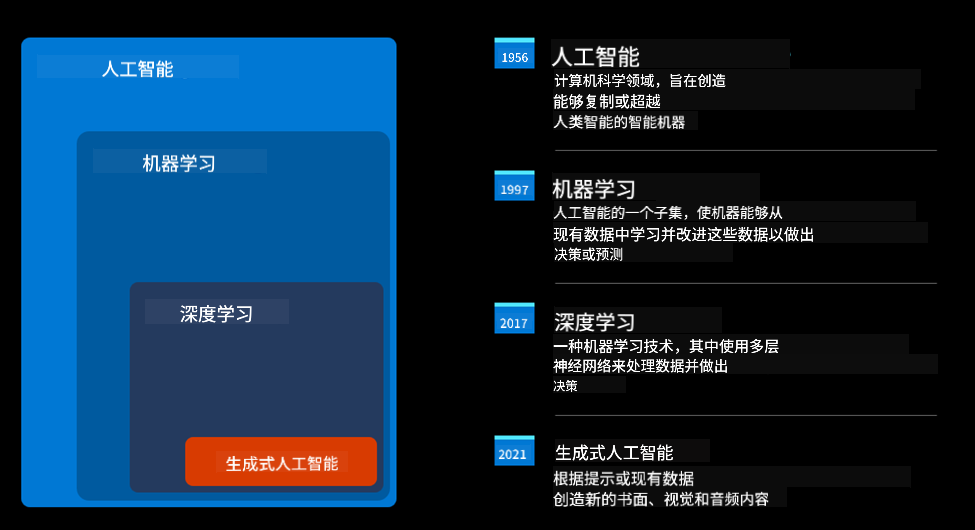 人工智能
机器学习
深度学习
生成式人工智能
1956
人工智能
计算机科学领域，旨在创造
能够复制或超越
人类智能的智能机器
1997
机器学习
人工智能的一个子集，使机器能够从
现有数据中学习并改进这些数据以做出
决策或预测
2017
深度学习
一种机器学习技术，其中使用多层
神经网络来处理数据并做出
决策
2021
生成式人工智能
根据提示或现有数据
创造新的书面、视觉和音频内容